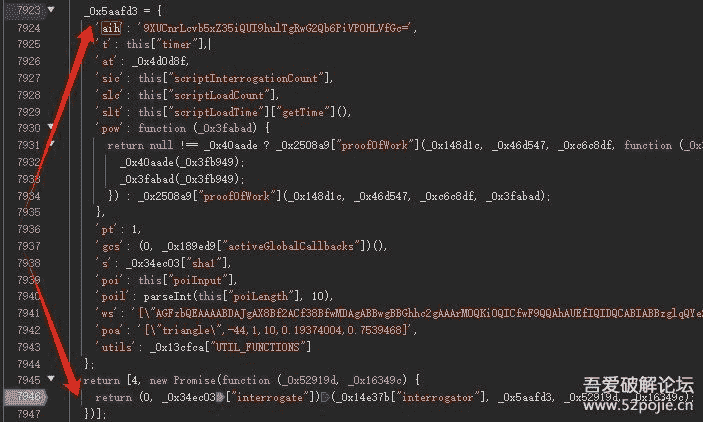 7923 _0x5aafd3 = {
7924 'aih': '9XUCnrLcvb5xZ35iQUI9hulTgRwG2Qb6PiVPOHLVfGc=',
7925 't': this["timer"],
7926 'at': _0x4d0d8f,
7927 'sic': this["scriptInterrogationCount"],
7928 'slc': this["scriptLoadCount"],
7929 'slt': this["scriptLoadTime"]["getTime"](),
7930 'pow': function (_0x3fabad) {
7931 return null !== _0x40aade ? _0x2508a9["proofOfWork"](_0x148d1c, _0x46d547, _0xc6c8df, function (_0x
7932 _0x40aade(_0x3fb949);
7933 _0x3fabad(_0x3fb949);
7934 }) : _0x2508a9["proofOfWork"](_0x148d1c, _0x46d547, _0xc6c8df, _0x3fabad);
7935 },
7936 'pt': 1,
7937 'gcs': (0, _0x189ed9["activeGlobalCallbacks"])(),
7938 's': _0x34ec03["sha1"],
7939 'poi': this["poiInput"],
7940 'poil': parseInt(this["poiLength"], 10),
7941 'ws': '[\"AGFzbQEAAAABDAJgAX8Bf2ACf38BfwMDAgABBwgBBGhhc2gAAArMOQKiOQICfwF9QQAhAUEfIQIDQCABIABBzglqQYe
7942 'poa': '[\"triangle\",-44,1,10,0.19374004,0.7539468]',
7943 'utils': _0x13cfca["UTIL_FUNCTIONS"]
7944 };
7945 return [4, new Promise(function (_0x52919d, _0x16349c) {
7946 return (0, _0x34ec03["interrogate"])(_0x14e37b["interrogator"], _0x5aafd3, _0x52919d, _0x16349c);
7947 })];
吾爱破解论坛
www.52pojie.cn